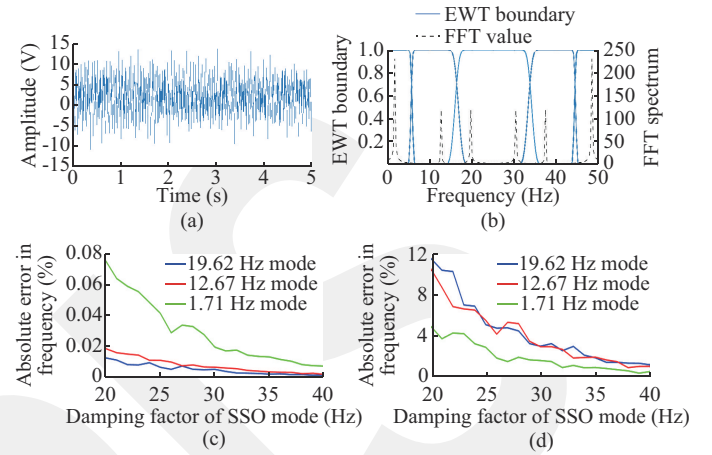 EWT boundary
FFT value
Amplitude (V)
15
10
5
0
-5
-10
-15
0 1 2 3 4 5
Time (s)
(a)
EWT boundary
1.0
0.8
0.6
0.4
0.2
0 10 20 30 40 50
Frequency (Hz)
250
200
150
100
50
0
FFT spectrum
(b)
Absolute error in
frequency (%)
0.08
0.06
0.04
0.02
0
19.62 Hz mode
12.67 Hz mode
1.71 Hz mode
20 25 30 35 40
Damping factor of SSO mode (Hz)
(c)
Absolute error in
frequency (%)
12
8
4
0
19.62 Hz mode
12.67 Hz mode
1.71 Hz mode
20 25 30 35 40
Damping factor of SSO mode (Hz)
(d)